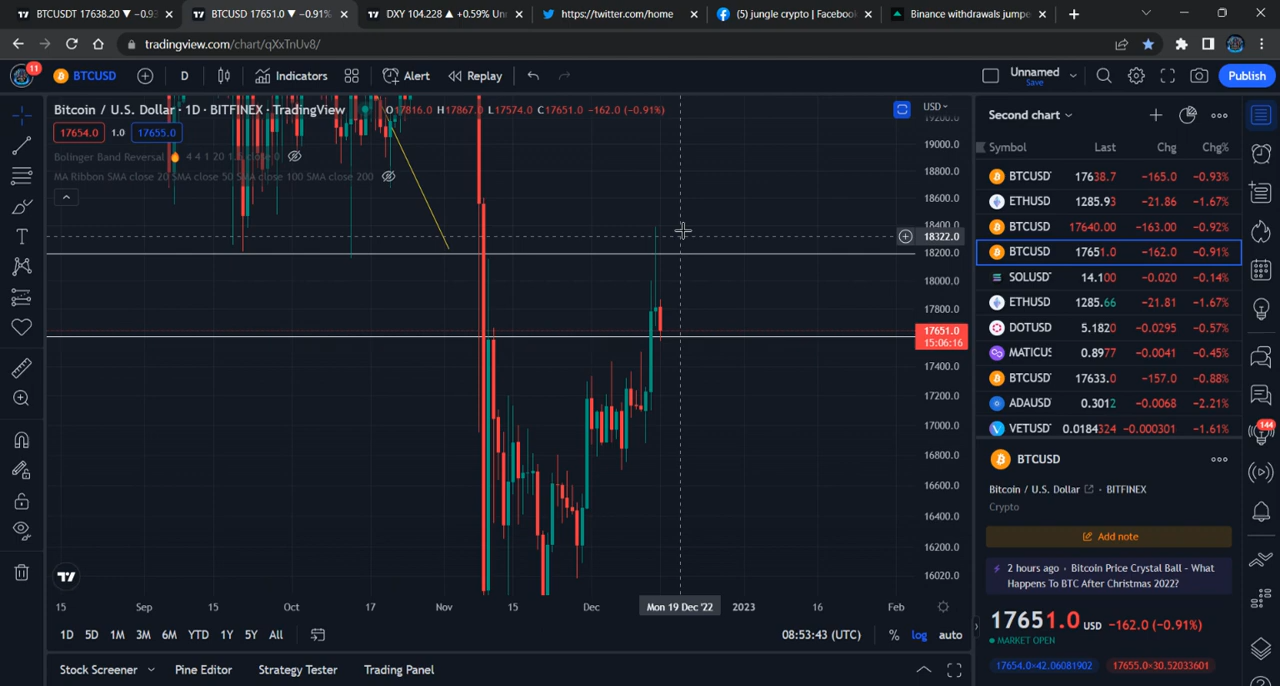 BTCUSDT 17638.20 ▼ −0.93
BTCUSD 17651.0 ▼ −0.91%
DXY 104.228 ▲ +0.59% Un
https://twitter.com/home
(5) jungle crypto | Facebook
Binance withdrawals jump
tradingview.com/chart/qXxTnUv8/
11
BTCUSD
D
Indicators
Alert
Replay
Unnamed
Save
Publish
Bitcoin / U.S. Dollar · 1D · BITFINEX · TradingView
O17816.0 H17867.0 L17574.0 C17651.0 −162.0 (−0.91%)
17654.0
1.0
17655.0
Bolinger Band Reversal 🔥 4 4 1 20
MA Ribbon SMA close 20 SMA close 50 SMA close 100 SMA close 200
USD
19200.0
19000.0
18800.0
18600.0
18400.0
18322.0
18200.0
18000.0
17800.0
17651.0
15:06:16
17400.0
17200.0
17000.0
16800.0
16600.0
16400.0
16200.0
16020.0
15
Sep
15
Oct
17
Nov
15
Dec
Mon 19 Dec '22
2023
16
Feb
1D 5D 1M 3M 6M YTD 1Y 5Y All
08:53:43 (UTC)
%
log
auto
Stock Screener
Pine Editor
Strategy Tester
Trading Panel
Second chart
Symbol Last Chg Chg%
BTCUSD 17638.7 −165.0 −0.93%
ETHUSD 1285.93 −21.86 −1.67%
BTCUSD 17640.00 −163.00 −0.92%
BTCUSD 17651.0 −162.0 −0.91%
SOLUSD 14.100 −0.020 −0.14%
ETHUSD 1285.66 −21.81 −1.67%
DOTUSD 5.1820 −0.0295 −0.57%
MATICUS 0.8977 −0.0041 −0.45%
BTCUSD 17633.0 −157.0 −0.88%
ADAUSD 0.3012 −0.0068 −2.21%
VETUSD 0.0184324 −0.000301 −1.61%
144
BTCUSD
Bitcoin / U.S. Dollar · BITFINEX
Crypto
Add note
2 hours ago · Bitcoin Price Crystal Ball - What
Happens To BTC After Christmas 2022?
17651.0 USD −162.0 (−0.91%)
MARKET OPEN
17654.0×42.06081902
17655.0×30.52033601